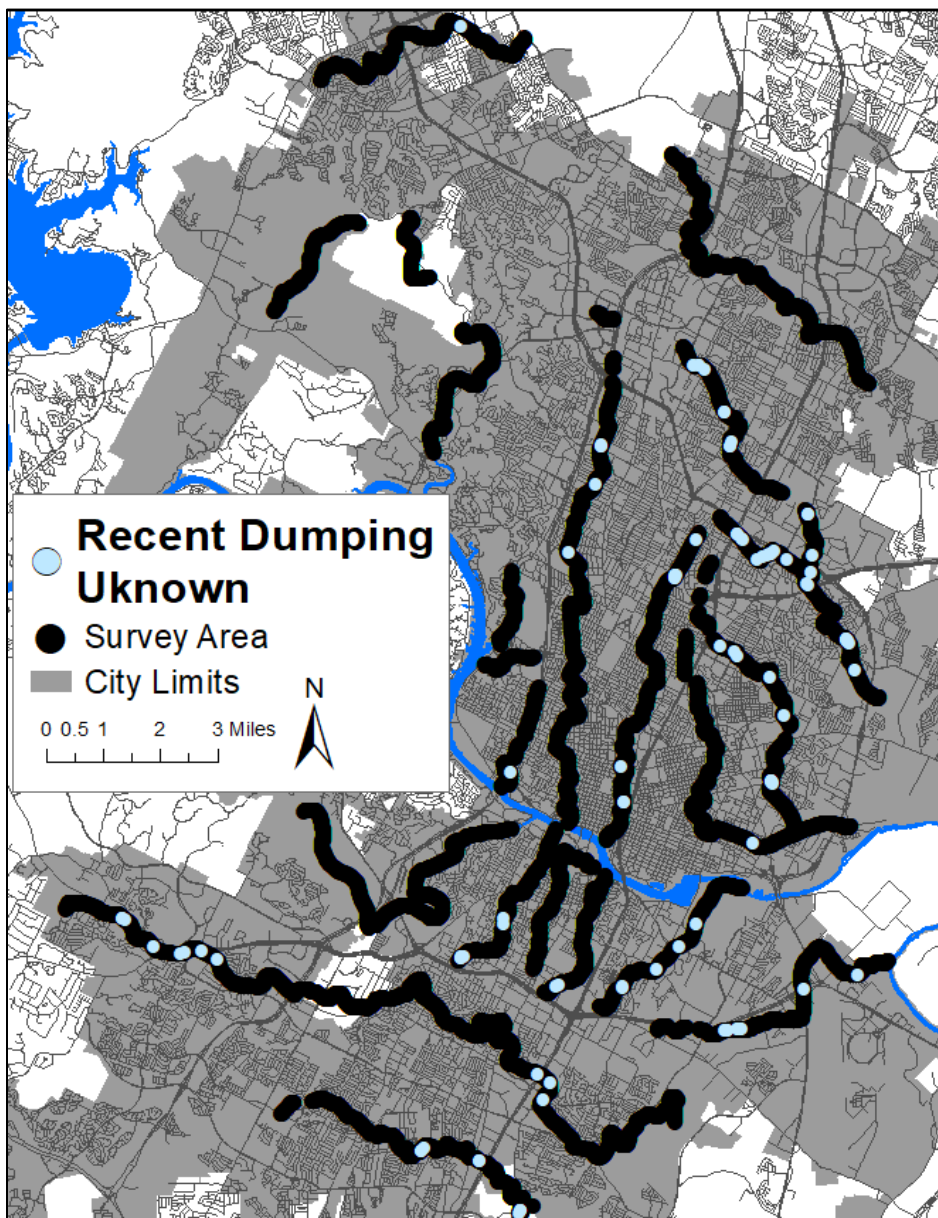 Recent Dumping
Uknown
Survey Area
City Limits
N
0 0.5 1 2 3 Miles